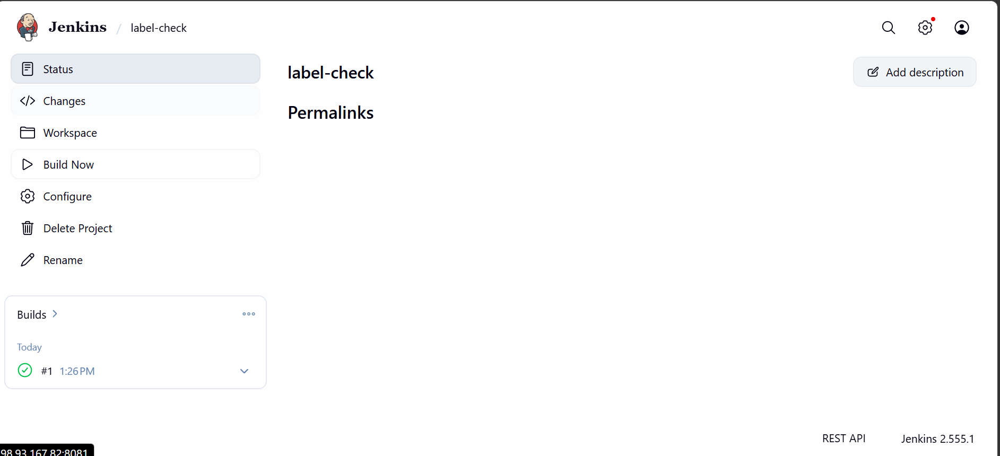 Jenkins / label-check
Status
Changes
Workspace
Build Now
Configure
Delete Project
Rename
label-check
Add description
Permalinks
Builds
Today
#1 1:26 PM
REST API
Jenkins 2.555.1
98.93.167.82:8081